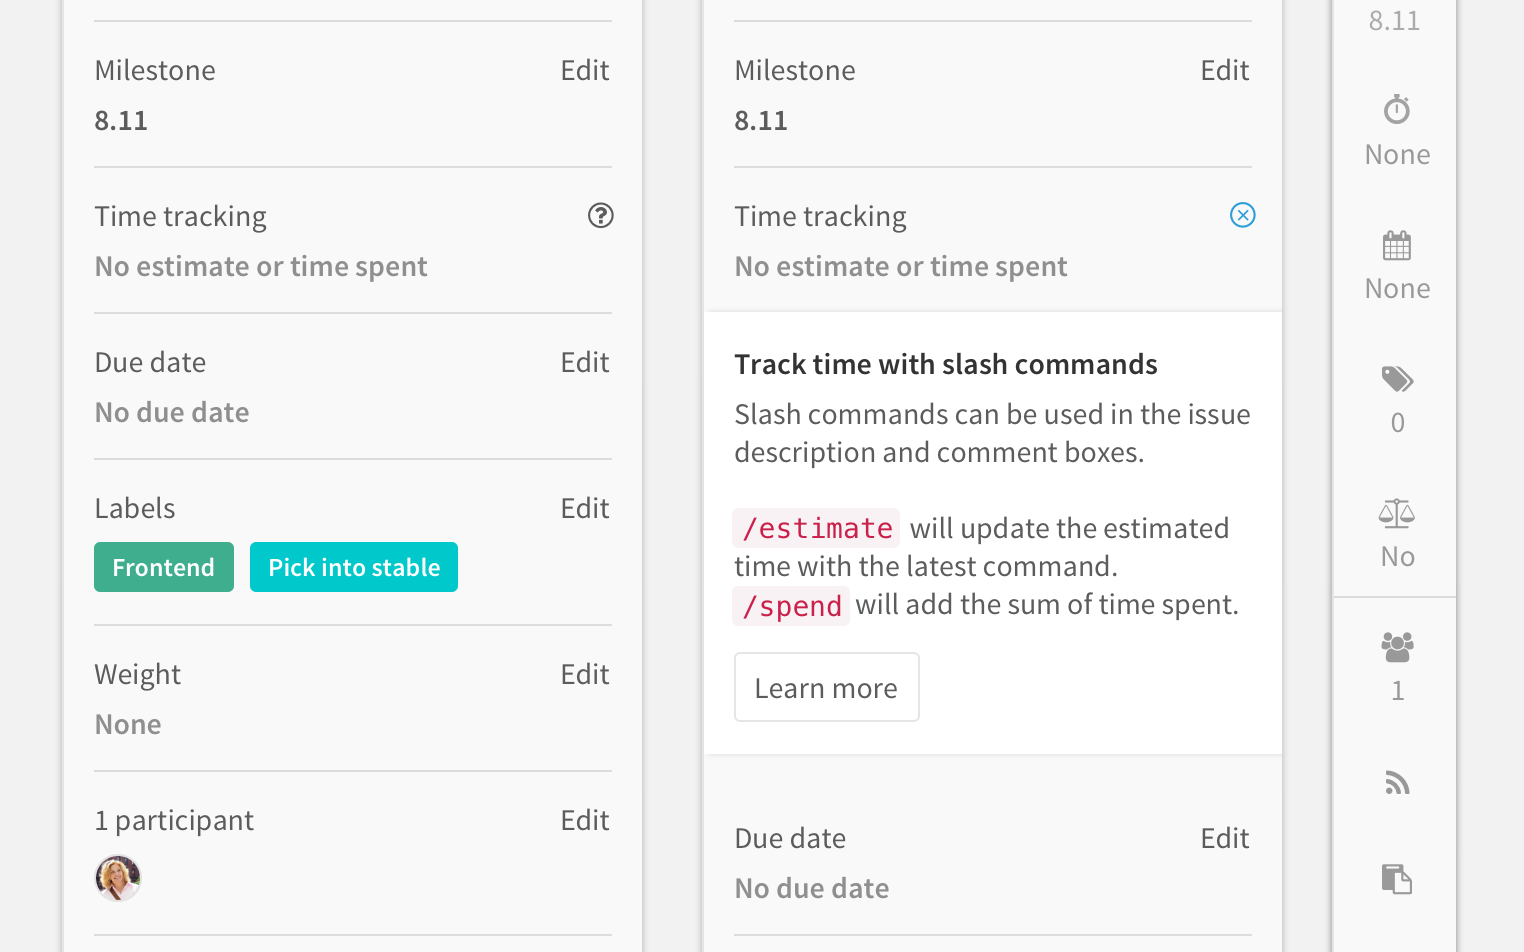 Milestone Edit
8.11
Time tracking
No estimate or time spent
Due date Edit
No due date
Labels Edit
Frontend Pick into stable
Weight Edit
None
1 participant Edit
Milestone Edit
8.11
Time tracking
No estimate or time spent
Track time with slash commands
Slash commands can be used in the issue
description and comment boxes.
/estimate will update the estimated
time with the latest command.
/spend will add the sum of time spent.
Learn more
Due date Edit
No due date
8.11
None
None
0
No
1